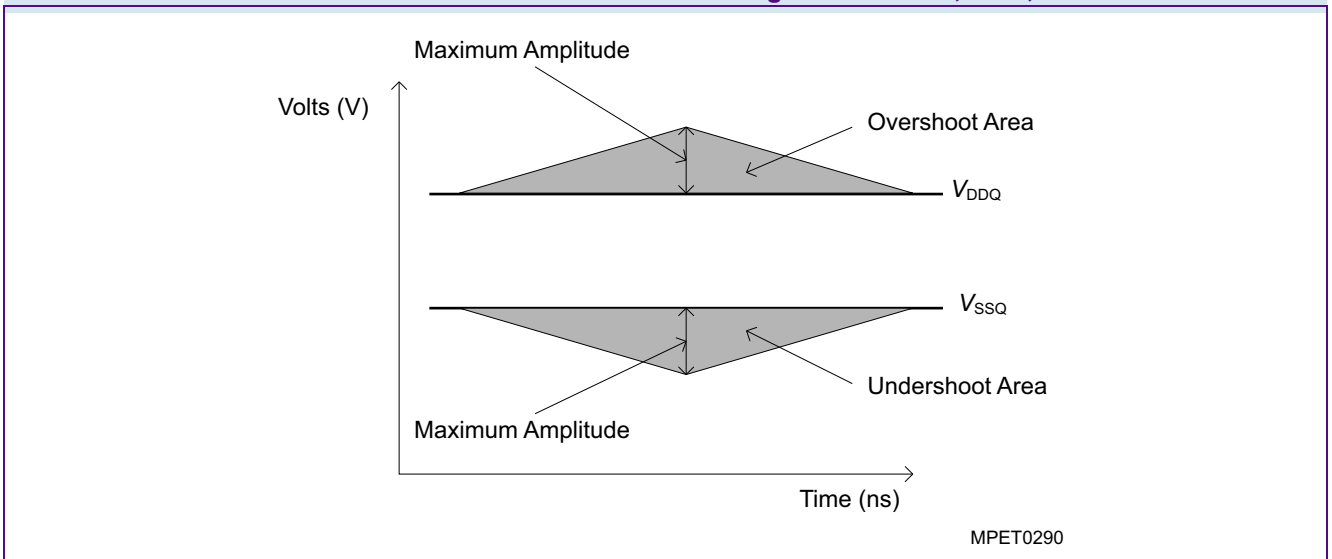 Maximum Amplitude
Volts (V)
Overshoot Area
VDDQ
VSSQ
Undershoot Area
Maximum Amplitude
Time (ns)
MPET0290